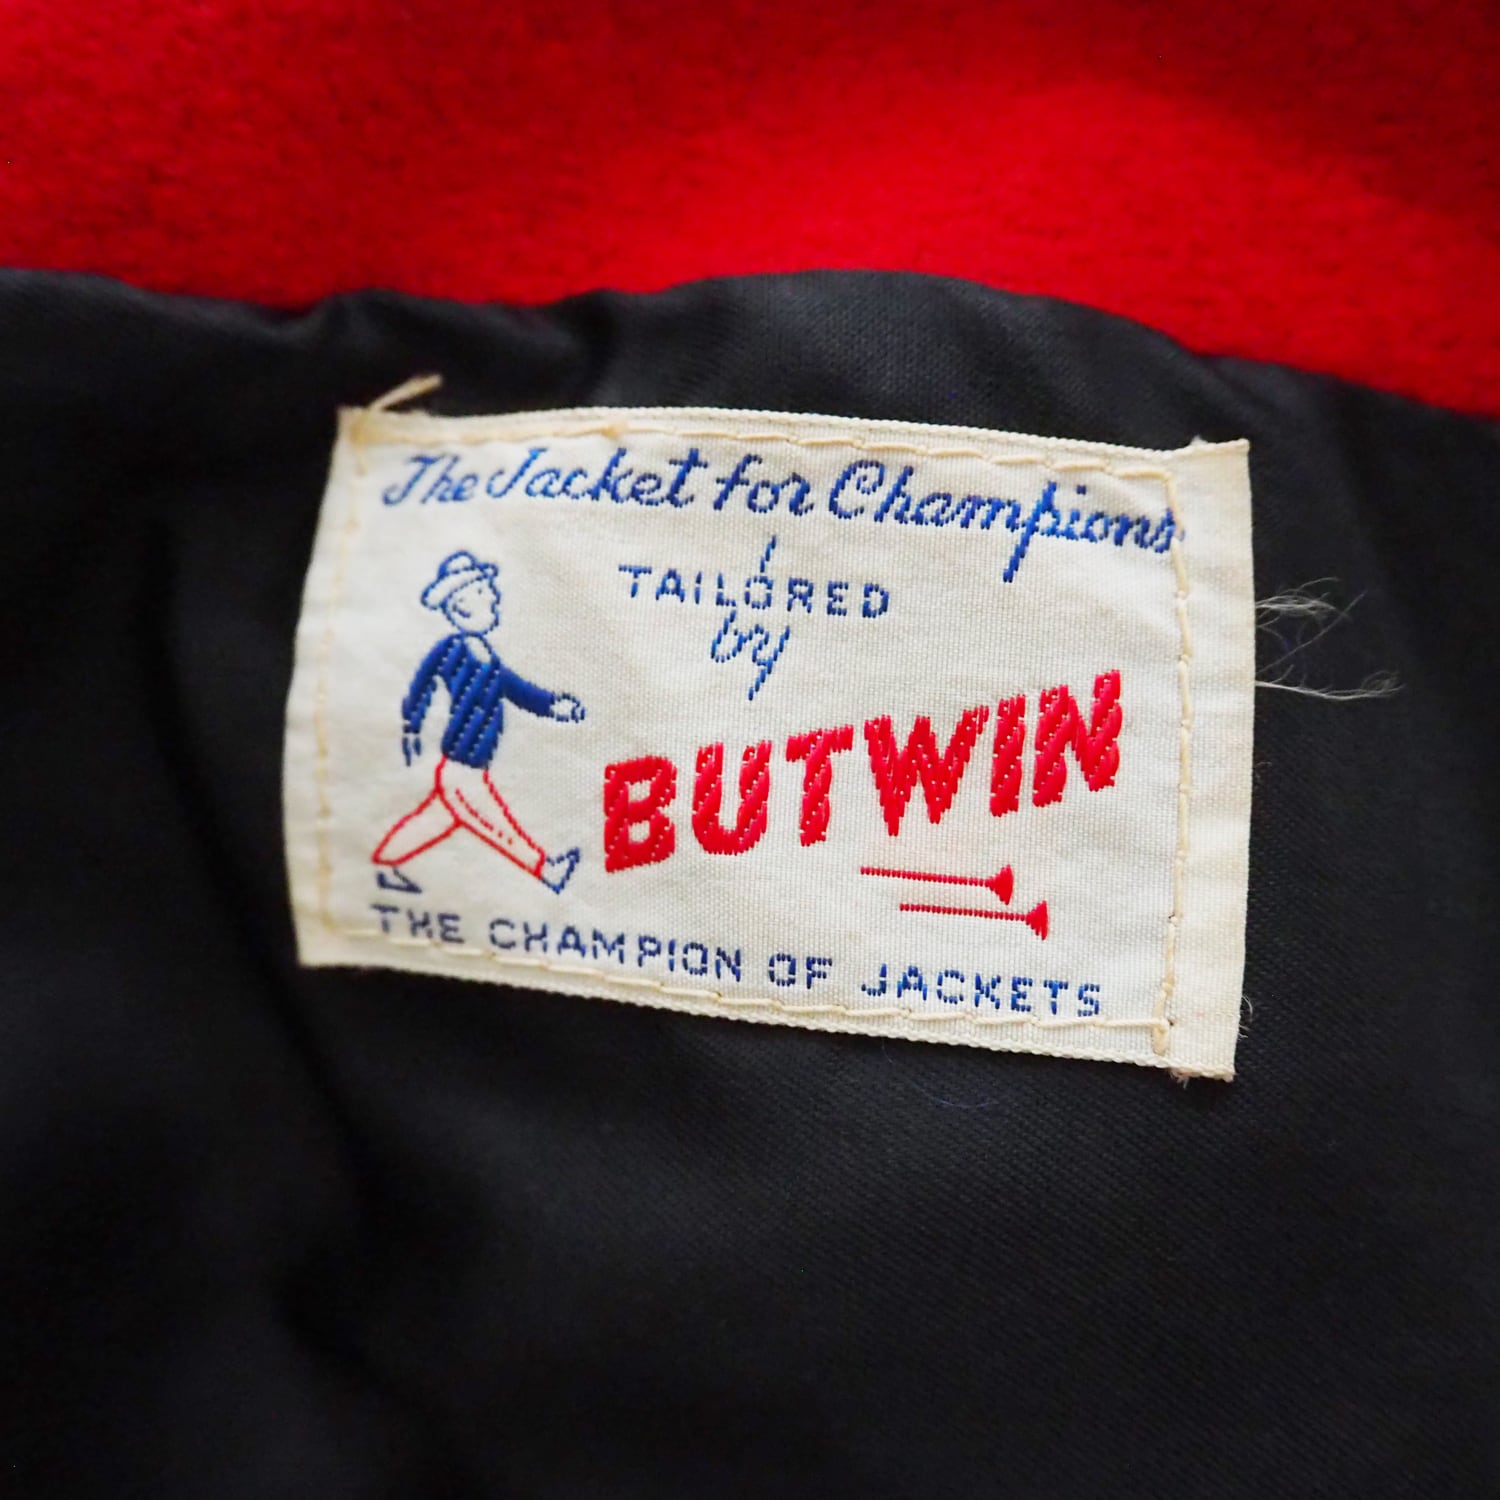 The Jacket for Champions
TAILORED
by
BUTWIN
THE CHAMPION OF JACKETS